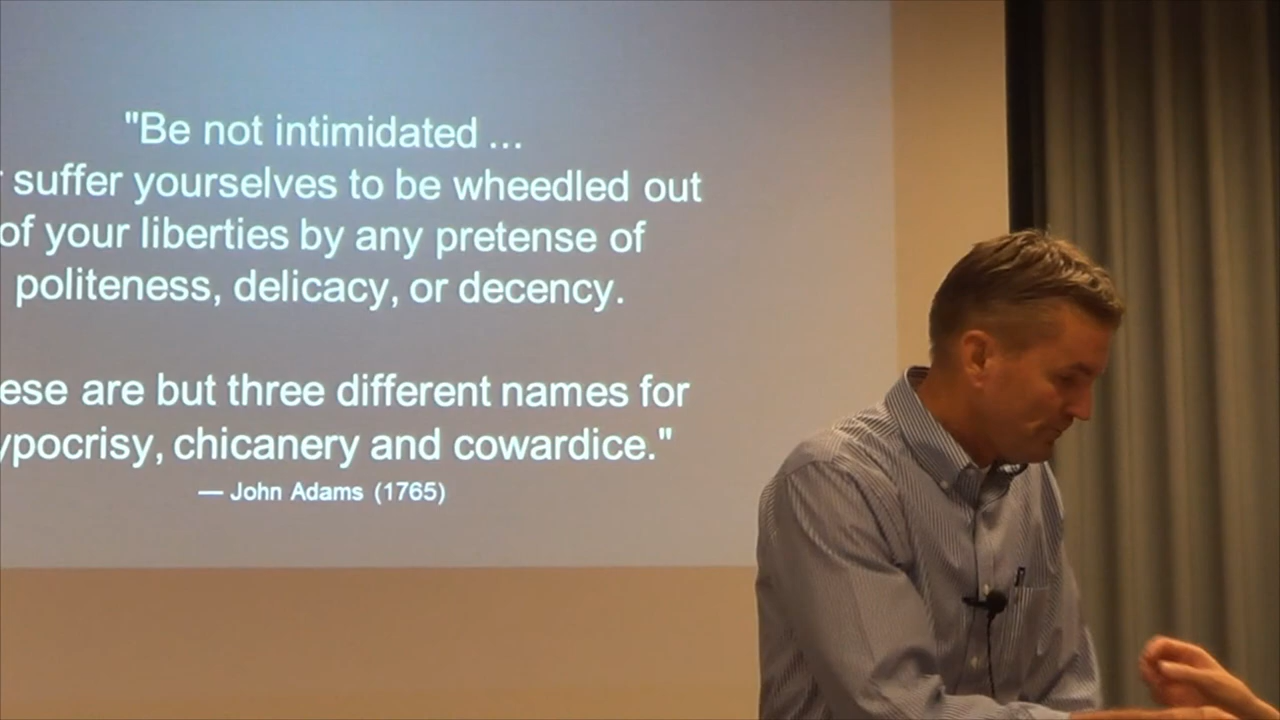 "Be not intimidated ...
r suffer yourselves to be wheedled out
of your liberties by any pretense of
politeness, delicacy, or decency.
ese are but three different names for
ypocrisy, chicanery and cowardice."
— John Adams (1765)